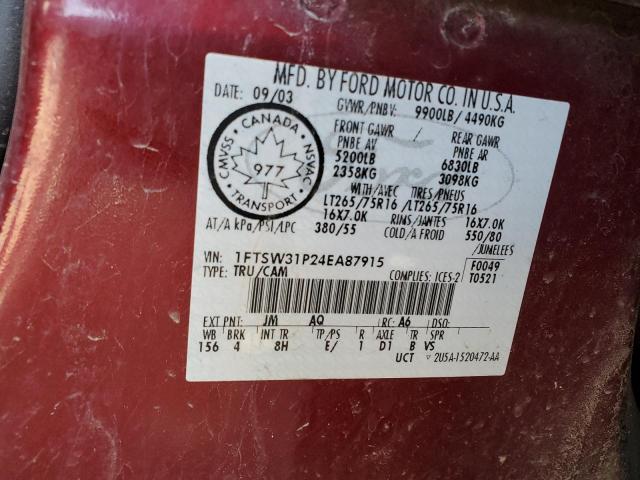 MFD. BY FORD MOTOR CO. IN U.S.A.
DATE: 09/03 GVWR/PNBV: 9900LB/ 4490KG
FRONT GAWR / REAR GAWR
PNBE AV PNBE AR
5200LB 6830LB
2358KG 3098KG
WITH/AVEC TIRES/PNEUS
LT265/75R16 /LT265/75R16
16X7.0K RIMS/JANTES 16X7.0K
AT/A kPa/PSI/LPC 380/55 COLD/A FROID 550/80
/JUMELEES
CANADA
CMVSS NSVAC
977
TRANSPORT
Ford
VIN: 1FTSW31P24EA87915
F0049
TYPE: TRU/CAM COMPLIES: ICES-2 T0521
EXT PNT: JM AQ RC: A6 DSO:
WB BRK INT TR TP/PS R AXLE TR SPR
156 4 8H E/ 1 D1 B VS
UCT 2U5A-1520472-AA